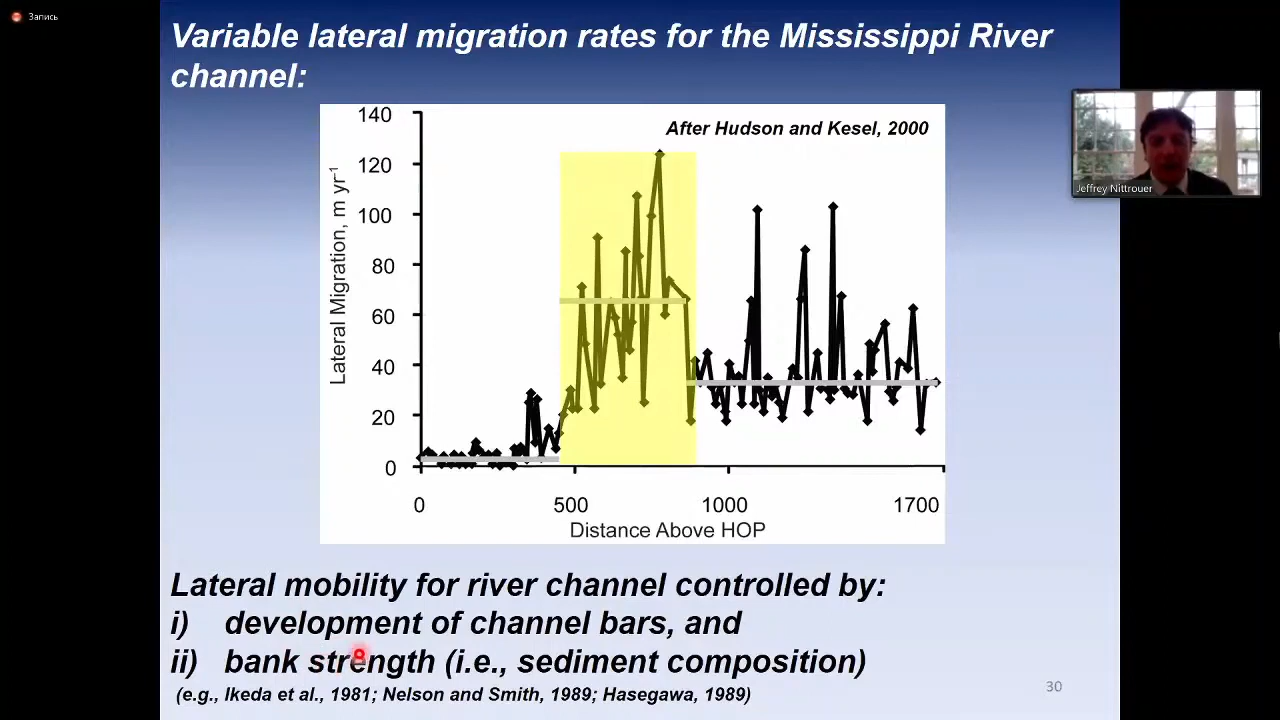 Запись
Variable lateral migration rates for the Mississippi River
channel:
After Hudson and Kesel, 2000
Lateral Migration, m yr⁻¹
140
120
100
80
60
40
20
0
0 500 1000 1700
Distance Above HOP
Jeffrey Nittrouer
Lateral mobility for river channel controlled by:
i) development of channel bars, and
ii) bank strength (i.e., sediment composition)
(e.g., Ikeda et al., 1981; Nelson and Smith, 1989; Hasegawa, 1989)
30